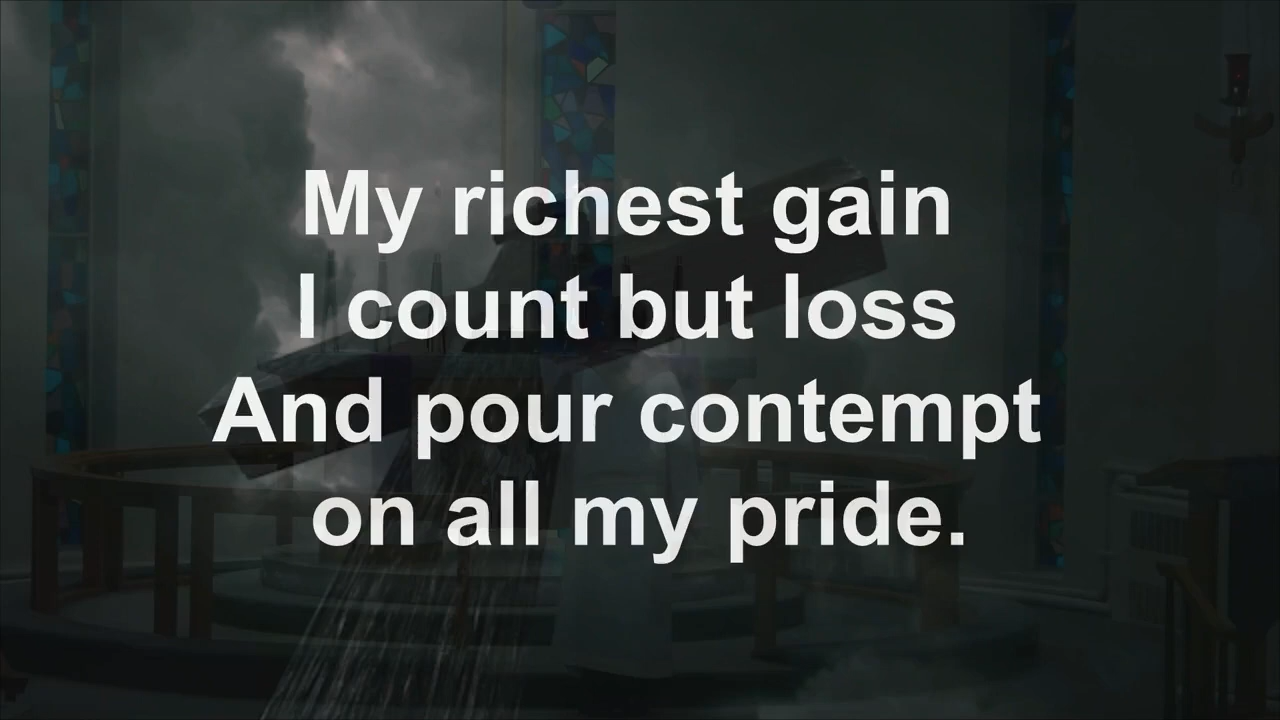 My richest gain
I count but loss
And pour contempt
on all my pride.